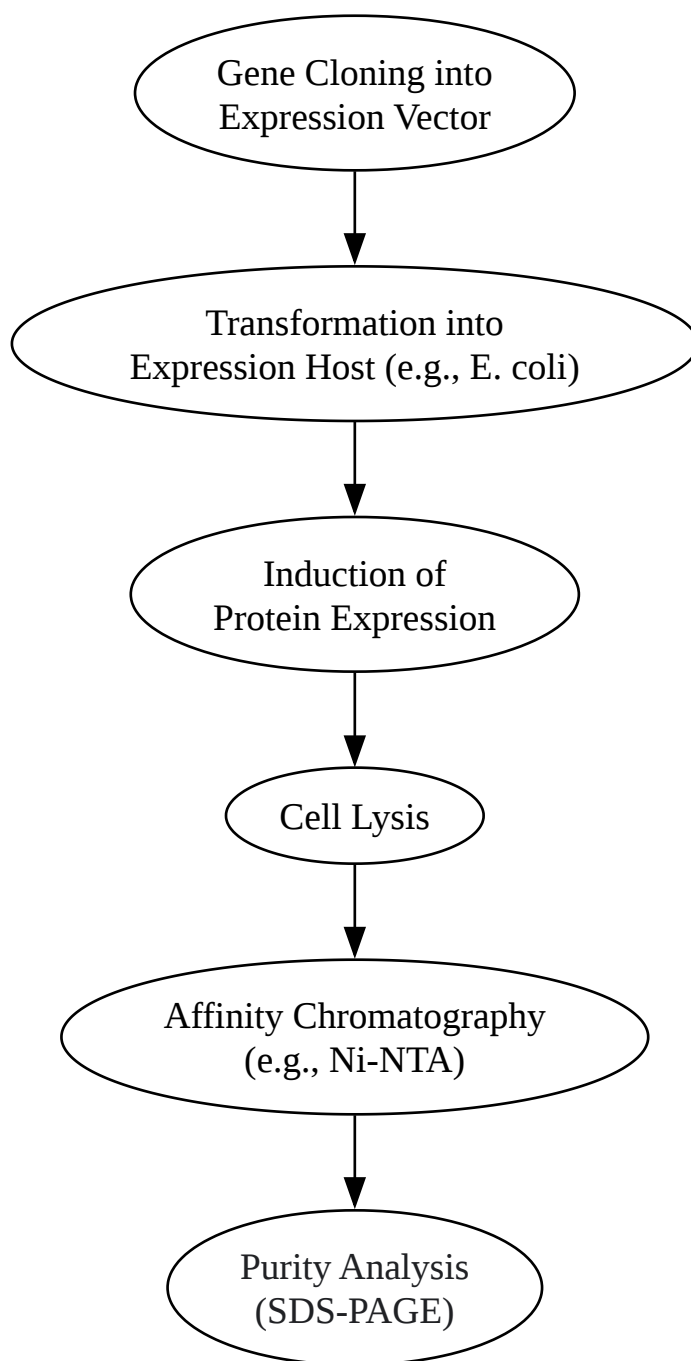 Gene Cloning into
Expression Vector
Transformation into
Expression Host (e.g., E. coli)
Induction of
Protein Expression
Cell Lysis
Affinity Chromatography
(e.g., Ni-NTA)
Purity Analysis
(SDS-PAGE)